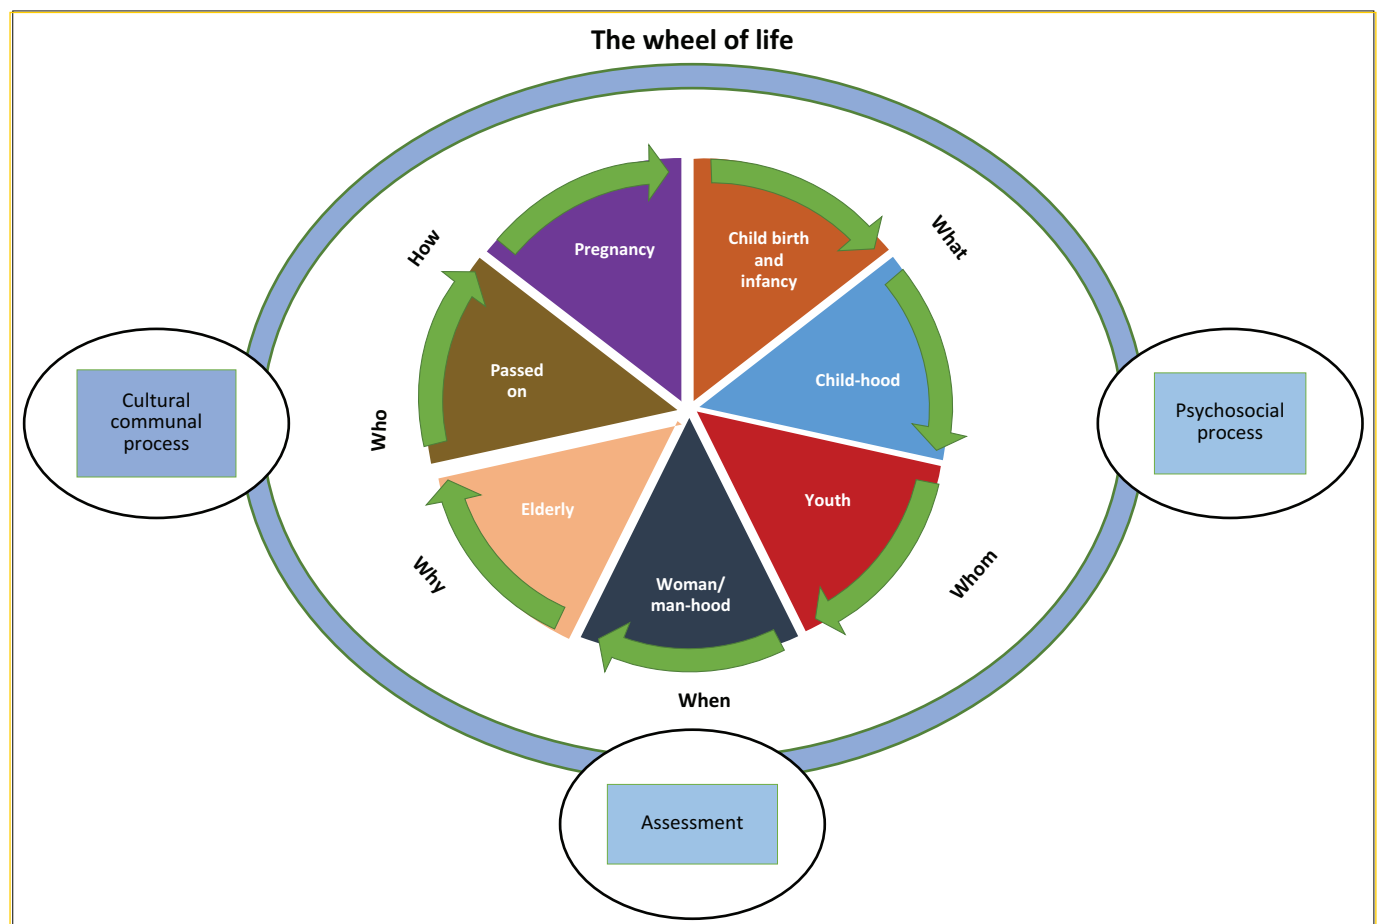 The wheel of life
How
What
Pregnancy
Child birth
and
infancy
Passed
on
Child-hood
Cultural
communal
process
Psychosocial
process
Who
Elderly
Youth
Why
Whom
Woman/
man-hood
When
Assessment